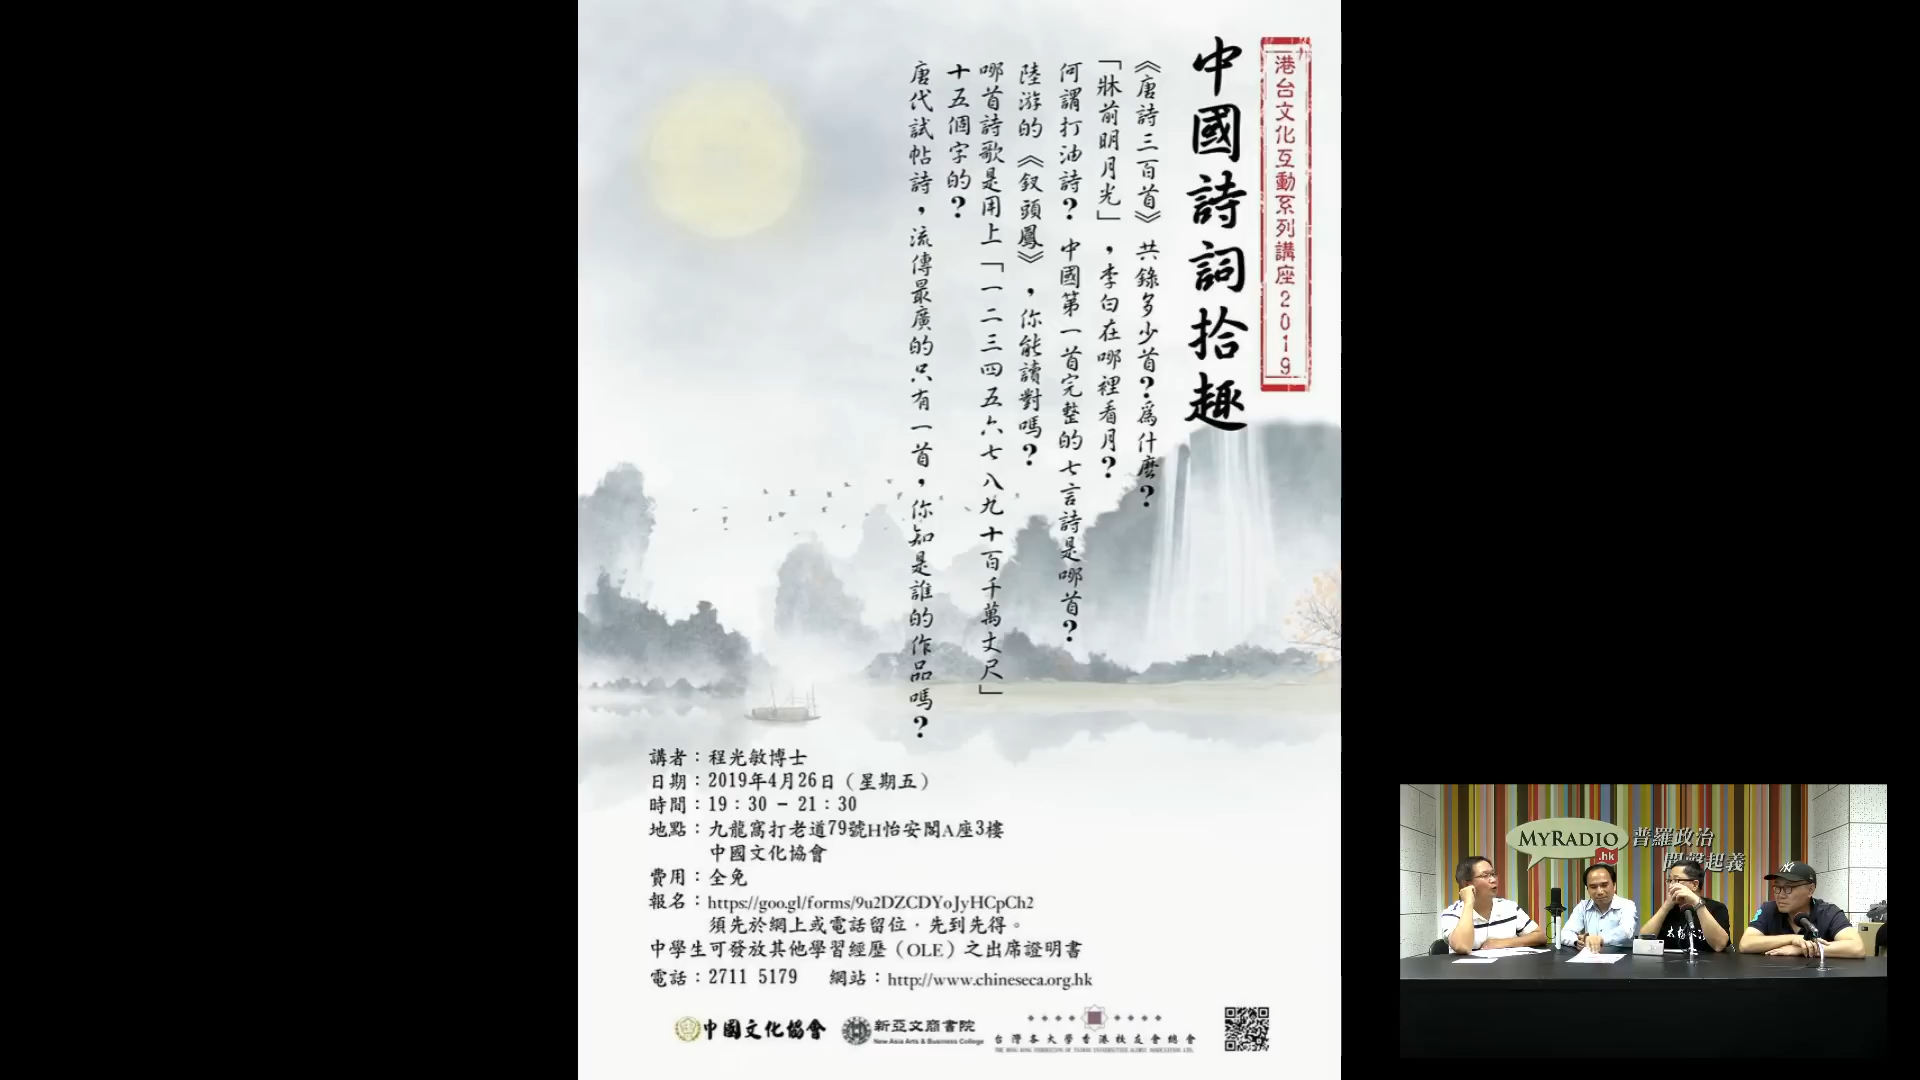 港台文化互動系列講座2019
中國詩詞拾趣
《唐詩三百首》共錄多少首?爲什麼?
「牀前明月光」,李白在哪裡看月?
何謂打油詩? 中國第一首完整的七言詩是哪首?
陸游的《釵頭鳳》,你能讀對嗎?
哪首詩歌是用上「一二三四五六七八九十百千萬丈尺」
十五個字的?
唐代試帖詩,流傳最廣的只有一首,你知是誰的作品嗎?
講者:程光敏博士
日期:2019年4月26日(星期五)
時間:19:30 - 21:30
地點:九龍窩打老道79號H怡安閣A座3樓
中國文化協會
費用:全免
報名:https://goo.gl/forms/9u2DZCDYoJyHCpCh2
須先於網上或電話留位,先到先得。
中學生可發放其他學習經歷(OLE)之出席證明書
電話:2711 5179 網站:http://www.chineseca.org.hk
中國文化協會
新亞文商書院
New Asia Arts & Business College
台灣各大學香港校友會總會
THE HONG KONG FEDERATION OF TAIWAN UNIVERSITIES ALUMNI ASSOCIATION LTD.
MYRADIO
.hk
普羅政治
起義